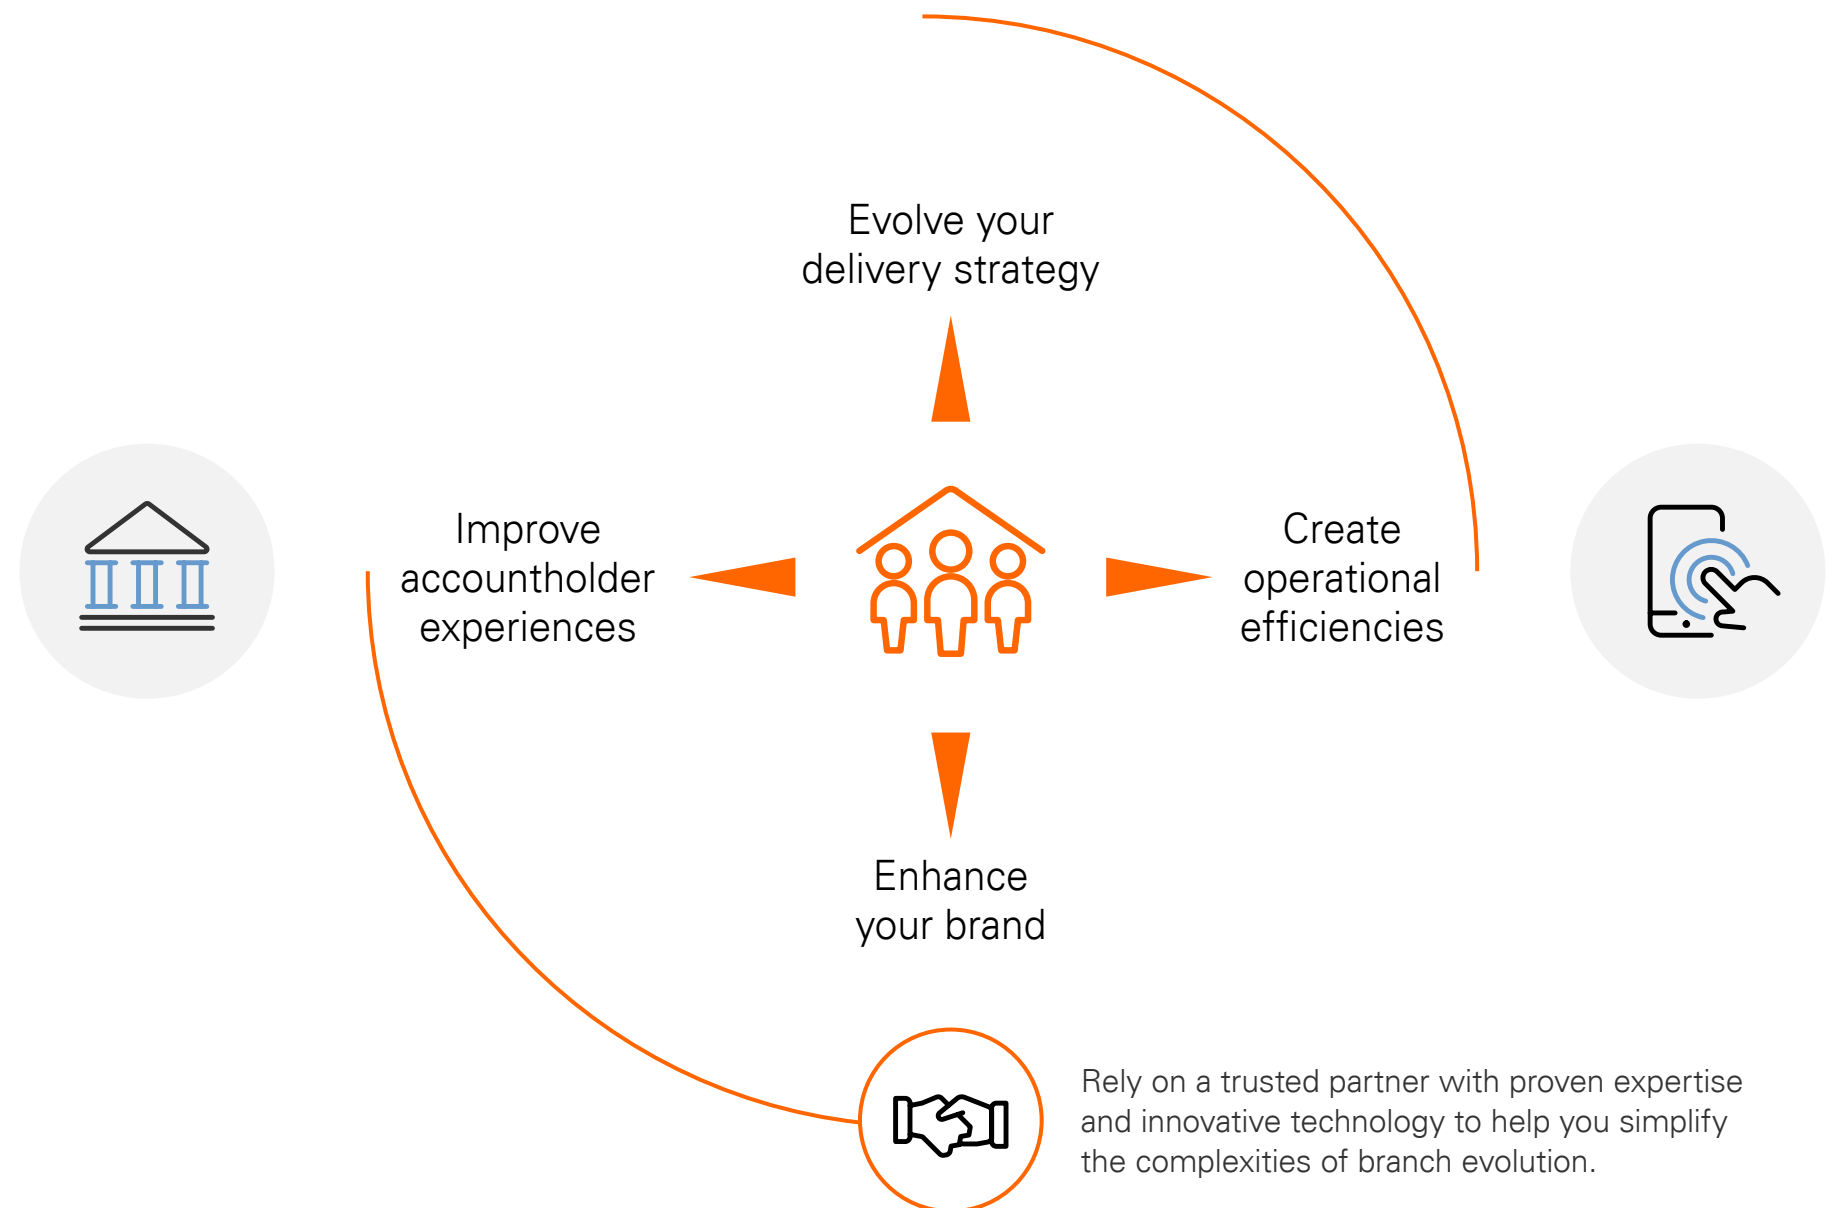 Evolve your
delivery strategy
Improve
accountholder
experiences
Create
operational
efficiencies
Enhance
your brand
Rely on a trusted partner with proven expertise
and innovative technology to help you simplify
the complexities of branch evolution.